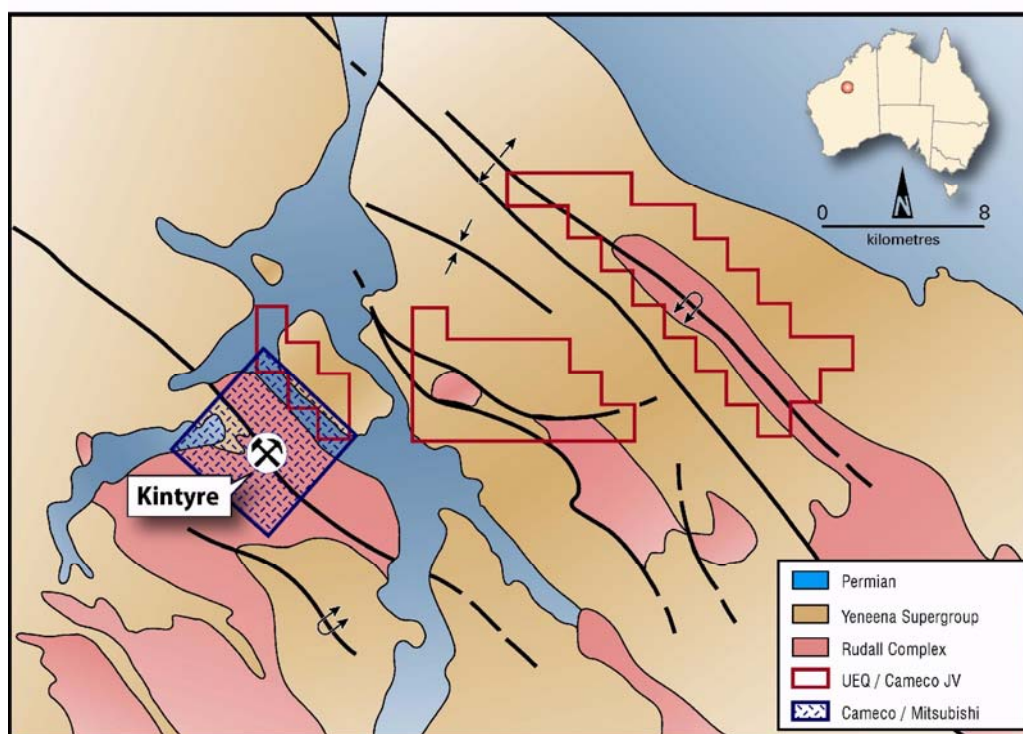 N
0 8
kilometres
Kintyre
Permian
Yeneena Supergroup
Rudall Complex
UEQ / Cameco JV
Cameco / Mitsubishi